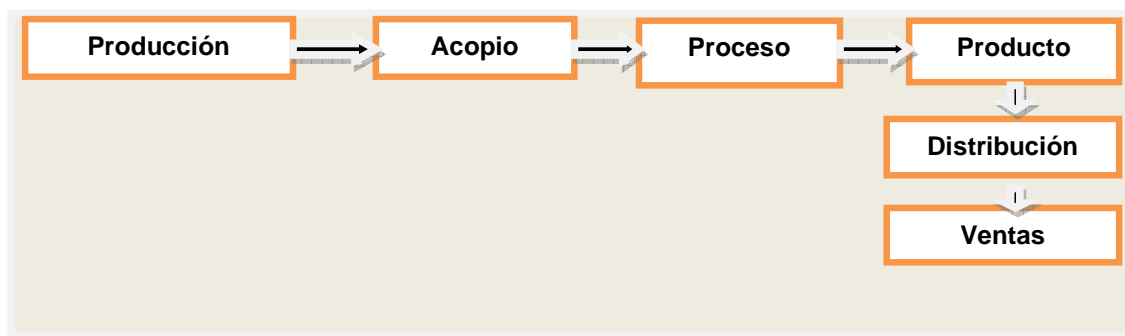 Producción
Acopio
Proceso
Producto
Distribución
Ventas